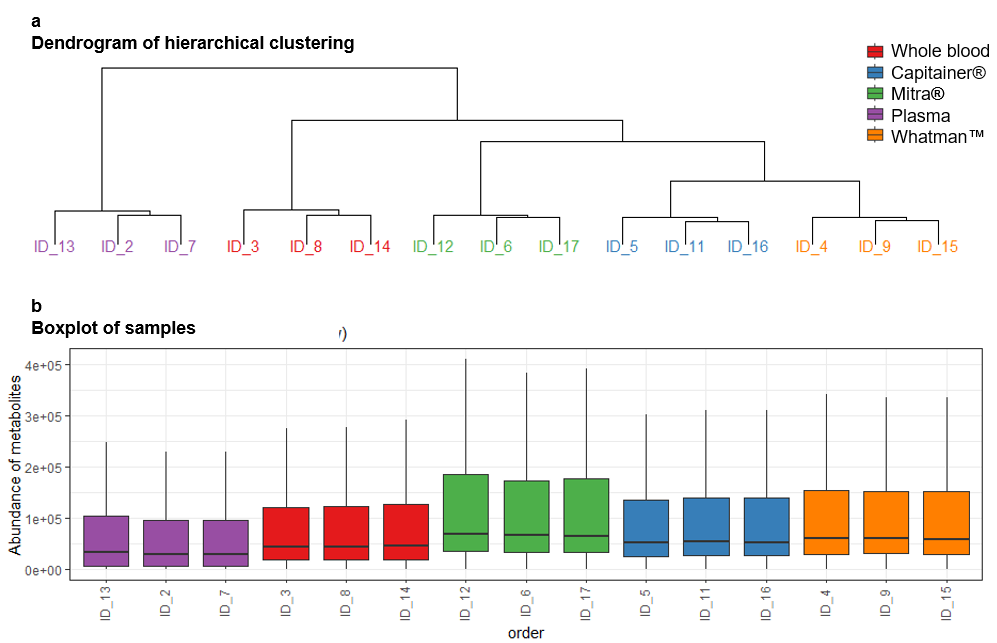 a
Dendrogram of hierarchical clustering
Whole blood
Capitainer®
Mitra®
Plasma
Whatman™
ID_13 ID_2 ID_7 ID_3 ID_8 ID_14 ID_12 ID_6 ID_17 ID_5 ID_11 ID_16 ID_4 ID_9 ID_15
b
Boxplot of samples
)
Abundance of metabolites
4e+05
3e+05
2e+05
1e+05
0e+00
ID_13 ID_2 ID_7 ID_3 ID_8 ID_14 ID_12 ID_6 ID_17 ID_5 ID_11 ID_16 ID_4 ID_9 ID_15
order